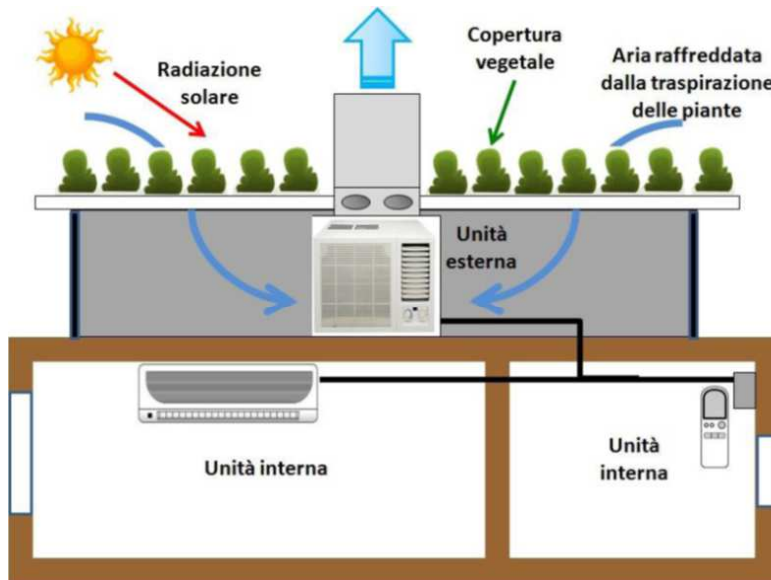 Radiazione
solare
Copertura
vegetale
Aria raffreddata
dalla traspirazione
delle piante
Unità
esterna
Unità interna
Unità
interna